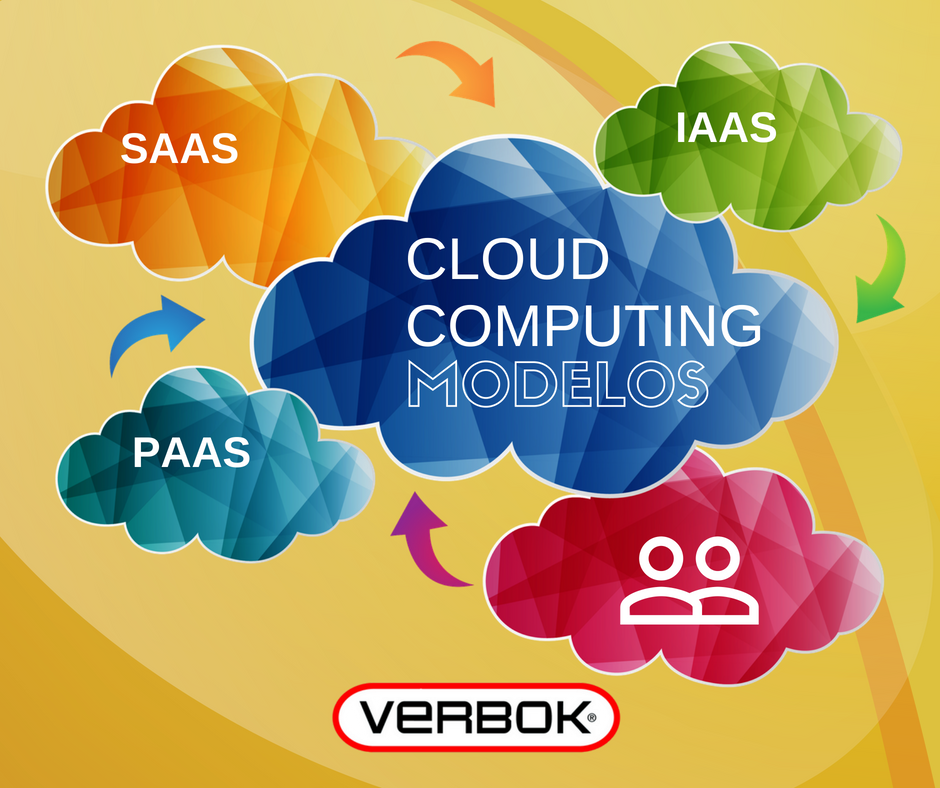 SAAS
IAAS
CLOUD
COMPUTING
MODELOS
PAAS
VERBOK®